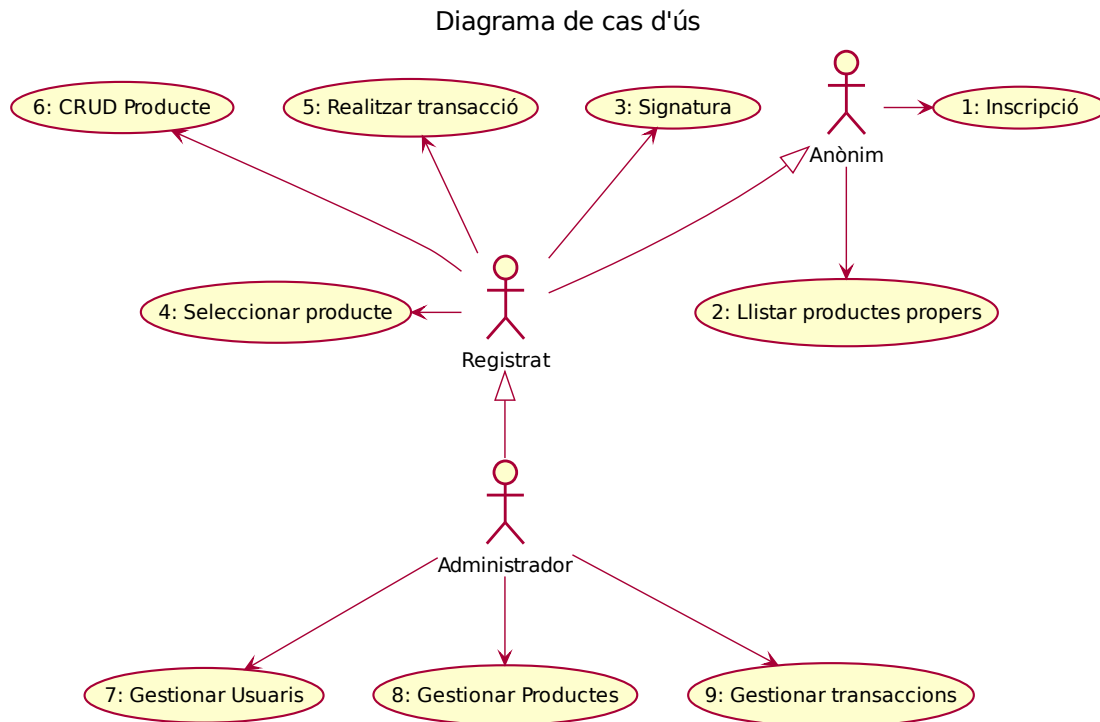 Diagrama de cas d'ús
6: CRUD Producte
5: Realitzar transacció
3: Signatura
1: Inscripció
Anònim
4: Seleccionar producte
2: Llistar productes propers
Registrat
Administrador
7: Gestionar Usuaris
8: Gestionar Productes
9: Gestionar transaccions